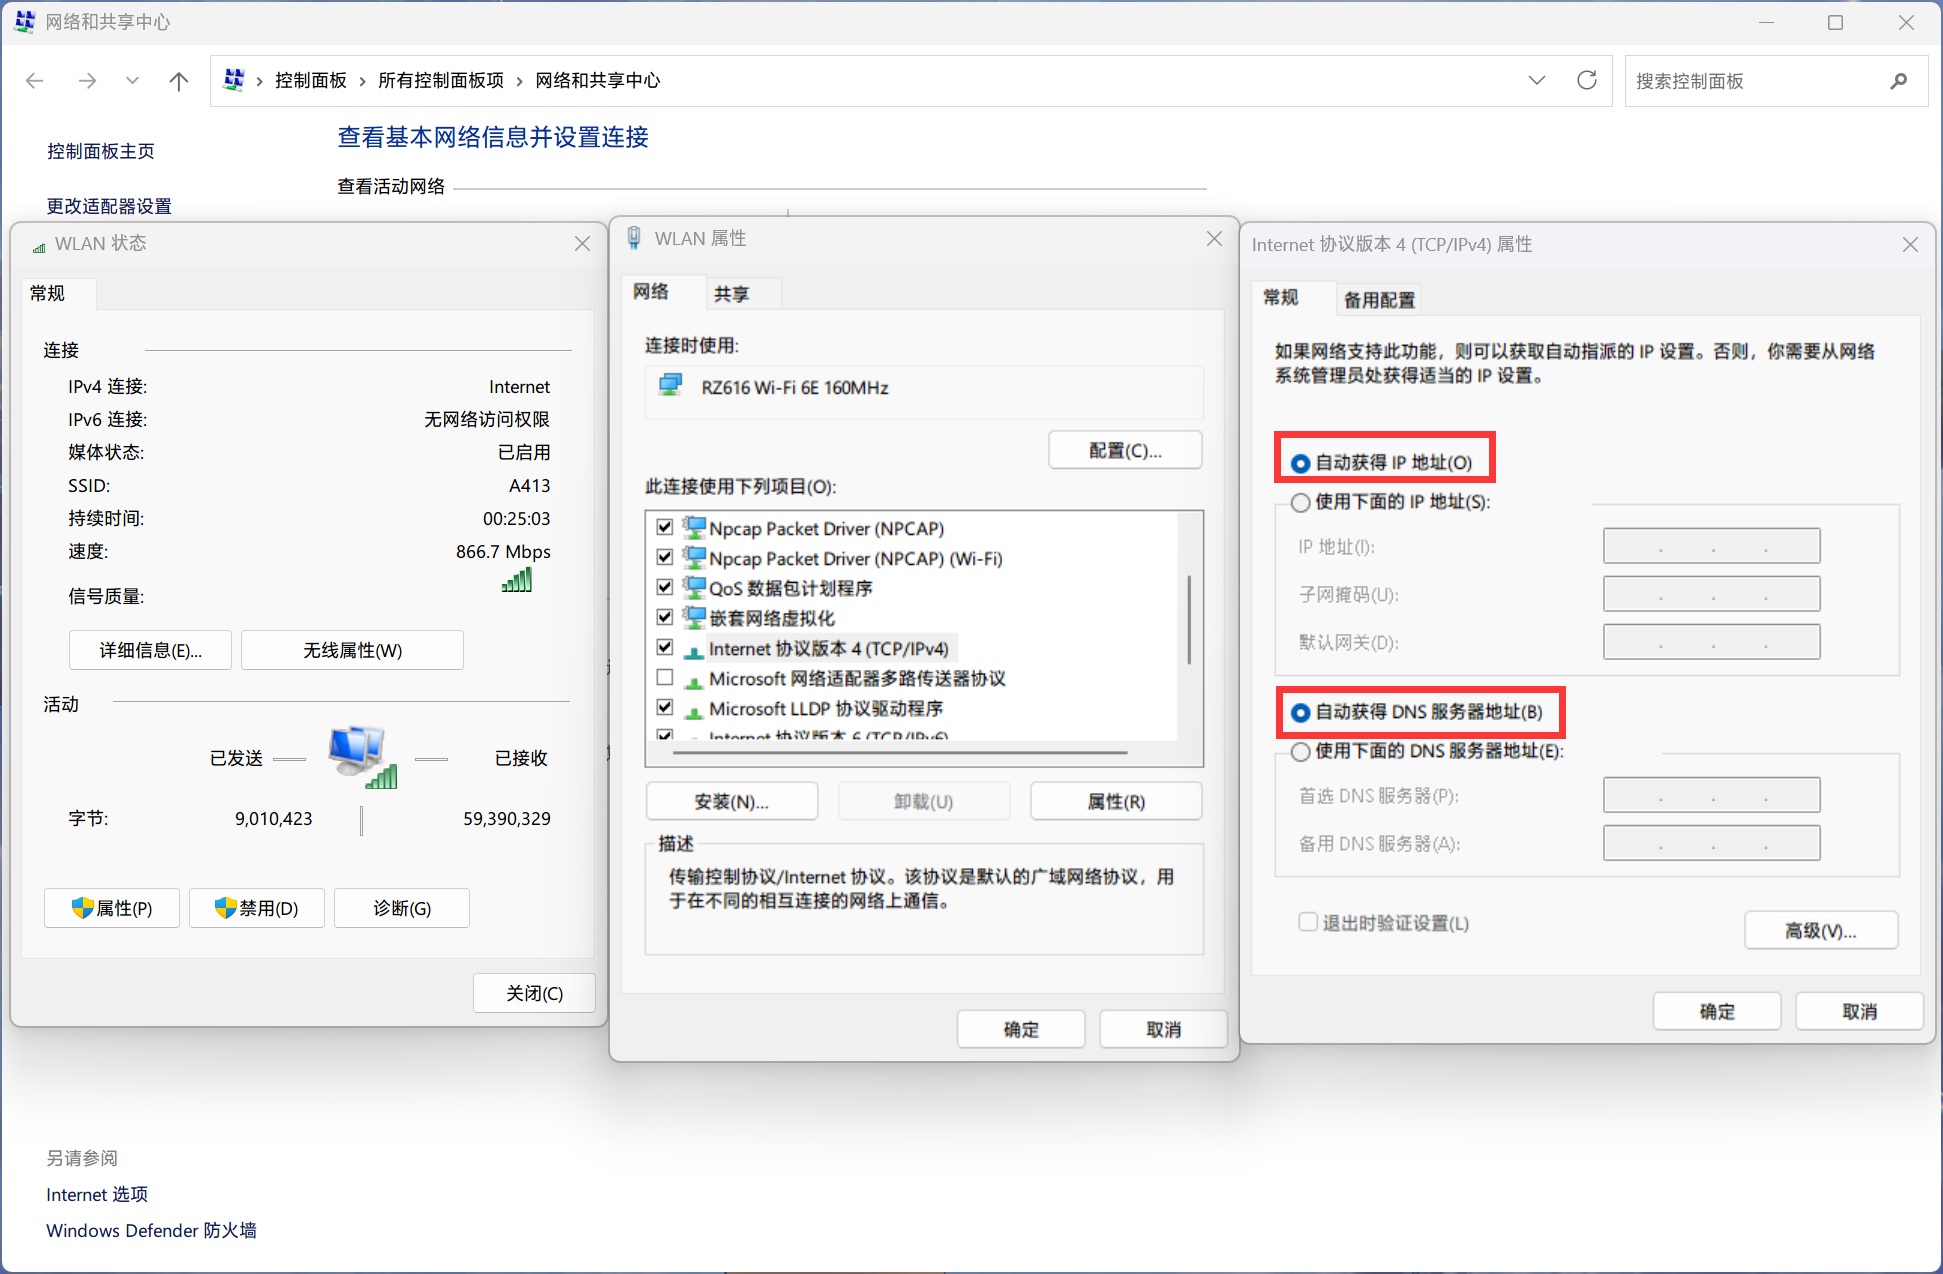 网络和共享中心
控制面板 › 所有控制面板项 › 网络和共享中心
搜索控制面板
控制面板主页
更改适配器设置
查看基本网络信息并设置连接
查看活动网络
WLAN 状态
常规
连接
IPv4 连接: Internet
IPv6 连接: 无网络访问权限
媒体状态: 已启用
SSID: A413
持续时间: 00:25:03
速度: 866.7 Mbps
信号质量:
详细信息(E)... 无线属性(W)
活动
已发送 已接收
字节: 9,010,423 59,390,329
属性(P) 禁用(D) 诊断(G)
关闭(C)
WLAN 属性
网络 共享
连接时使用:
RZ616 Wi-Fi 6E 160MHz
配置(C)...
此连接使用下列项目(O):
Npcap Packet Driver (NPCAP)
Npcap Packet Driver (NPCAP) (Wi-Fi)
QoS 数据包计划程序
嵌套网络虚拟化
Internet 协议版本 4 (TCP/IPv4)
Microsoft 网络适配器多路传送器协议
Microsoft LLDP 协议驱动程序
Internet 协议版本 6 (TCP/IPv6)
安装(N)... 卸载(U) 属性(R)
描述
传输控制协议/Internet 协议。该协议是默认的广域网络协议，用
于在不同的相互连接的网络上通信。
确定 取消
Internet 协议版本 4 (TCP/IPv4) 属性
常规 备用配置
如果网络支持此功能，则可以获取自动指派的 IP 设置。否则，你需要从网络
系统管理员处获得适当的 IP 设置。
自动获得 IP 地址(O)
使用下面的 IP 地址(S):
IP 地址(I):
子网掩码(U):
默认网关(D):
自动获得 DNS 服务器地址(B)
使用下面的 DNS 服务器地址(E):
首选 DNS 服务器(P):
备用 DNS 服务器(A):
退出时验证设置(L)
高级(V)...
确定 取消
另请参阅
Internet 选项
Windows Defender 防火墙